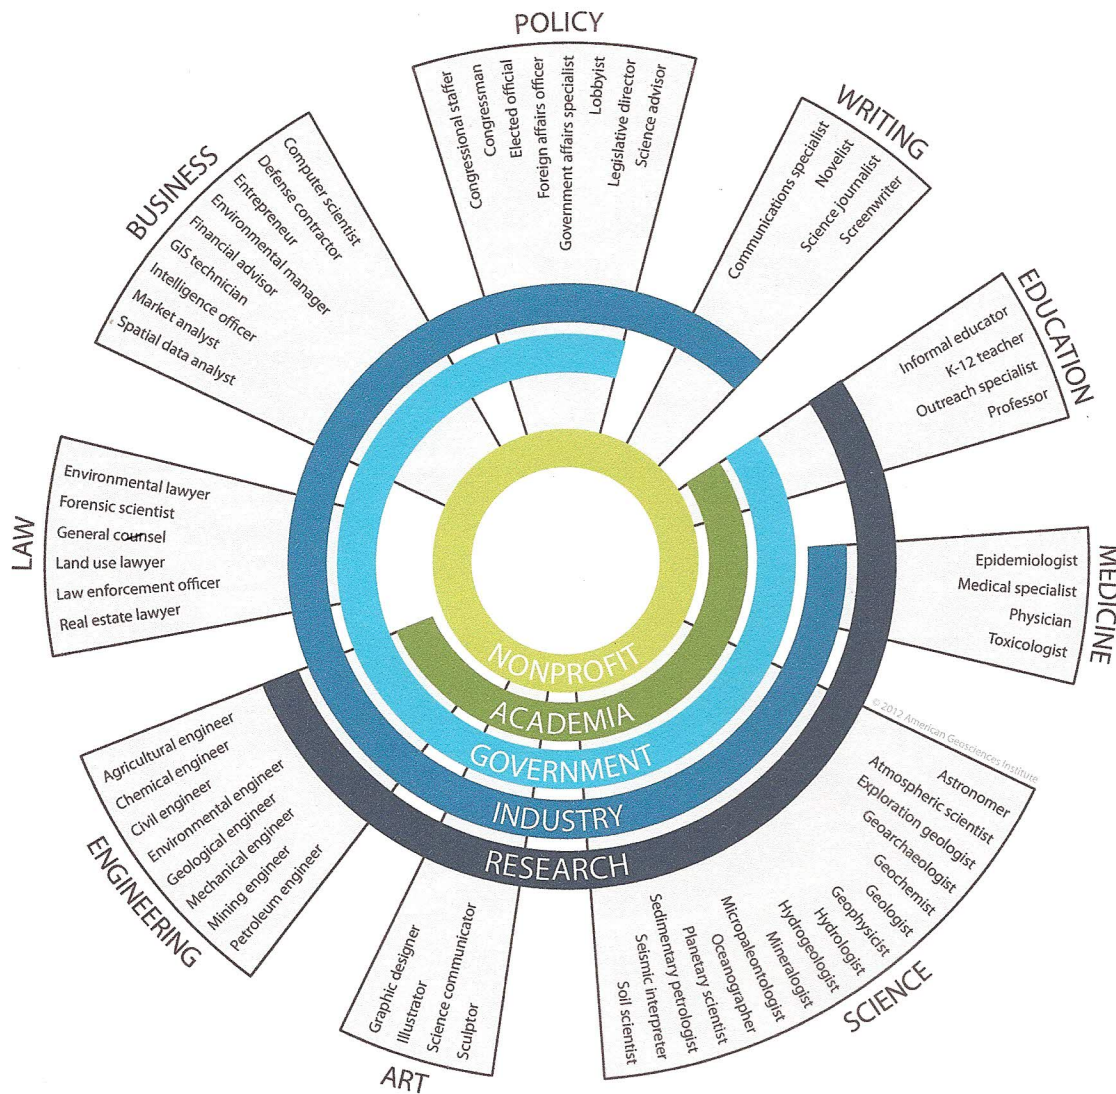 POLICY
Congressional staffer
Congressman
Elected official
Foreign affairs officer
Government affairs specialist
Lobbyist
Legislative director
Science advisor
WRITING
Communications specialist
Novelist
Science journalist
Screenwriter
EDUCATION
Informal educator
K-12 teacher
Outreach specialist
Professor
MEDICINE
Epidemiologist
Medical specialist
Physician
Toxicologist
© 2012 American Geosciences Institute
SCIENCE
Astronomer
Atmospheric scientist
Exploration geologist
Geoarchaeologist
Geochemist
Geologist
Geophysicist
Hydrologist
Hydrogeologist
Mineralogist
Micropaleontologist
Oceanographer
Planetary scientist
Sedimentary petrologist
Seismic interpreter
Soil scientist
ART
Graphic designer
Illustrator
Science communicator
Sculptor
ENGINEERING
Agricultural engineer
Chemical engineer
Civil engineer
Environmental engineer
Geological engineer
Mechanical engineer
Mining engineer
Petroleum engineer
LAW
Environmental lawyer
Forensic scientist
General counsel
Land use lawyer
Law enforcement officer
Real estate lawyer
BUSINESS
Computer scientist
Defense contractor
Entrepreneur
Environmental manager
Financial advisor
GIS technician
Intelligence officer
Market analyst
Spatial data analyst
NONPROFIT
ACADEMIA
GOVERNMENT
INDUSTRY
RESEARCH